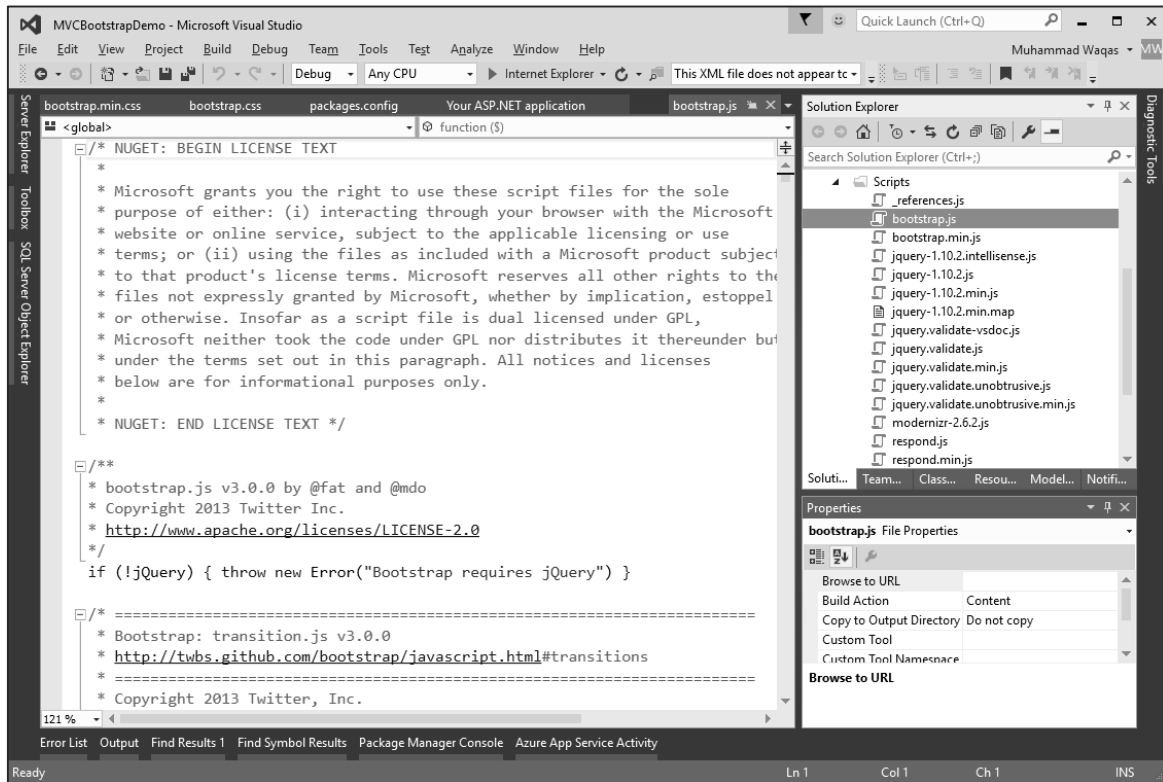 MVCBootstrapDemo - Microsoft Visual Studio
Quick Launch (Ctrl+Q)
File Edit View Project Build Debug Team Tools Test Analyze Window Help
Muhammad Waqas MW
Debug Any CPU Internet Explorer This XML file does not appear to
Server Explorer
Toolbox
SQL Server Object Explorer
bootstrap.min.css bootstrap.css packages.config Your ASP.NET application bootstrap.js
<global> function ($)
/* NUGET: BEGIN LICENSE TEXT
*
* Microsoft grants you the right to use these script files for the sole
* purpose of either: (i) interacting through your browser with the Microsoft
* website or online service, subject to the applicable licensing or use
* terms; or (ii) using the files as included with a Microsoft product subject
* to that product's license terms. Microsoft reserves all other rights to the
* files not expressly granted by Microsoft, whether by implication, estoppel
* or otherwise. Insofar as a script file is dual licensed under GPL,
* Microsoft neither took the code under GPL nor distributes it thereunder but
* under the terms set out in this paragraph. All notices and licenses
* below are for informational purposes only.
*
* NUGET: END LICENSE TEXT */
/**
* bootstrap.js v3.0.0 by @fat and @mdo
* Copyright 2013 Twitter Inc.
* http://www.apache.org/licenses/LICENSE-2.0
*/
if (!jQuery) { throw new Error("Bootstrap requires jQuery") }
/* ========================================================================
* Bootstrap: transition.js v3.0.0
* http://twbs.github.com/bootstrap/javascript.html#transitions
* ========================================================================
* Copyright 2013 Twitter, Inc.
121 %
Solution Explorer
Search Solution Explorer (Ctrl+;)
Scripts
_references.js
bootstrap.js
bootstrap.min.js
jquery-1.10.2.intellisense.js
jquery-1.10.2.js
jquery-1.10.2.min.js
jquery-1.10.2.min.map
jquery.validate-vsdoc.js
jquery.validate.js
jquery.validate.min.js
jquery.validate.unobtrusive.js
jquery.validate.unobtrusive.min.js
modernizr-2.6.2.js
respond.js
respond.min.js
Soluti... Team... Class... Resou... Model... Notifi...
Properties
bootstrap.js File Properties
Browse to URL
Build Action Content
Copy to Output Directory Do not copy
Custom Tool
Custom Tool Namespace
Browse to URL
Diagnostic Tools
Error List Output Find Results 1 Find Symbol Results Package Manager Console Azure App Service Activity
Ready Ln 1 Col 1 Ch 1 INS